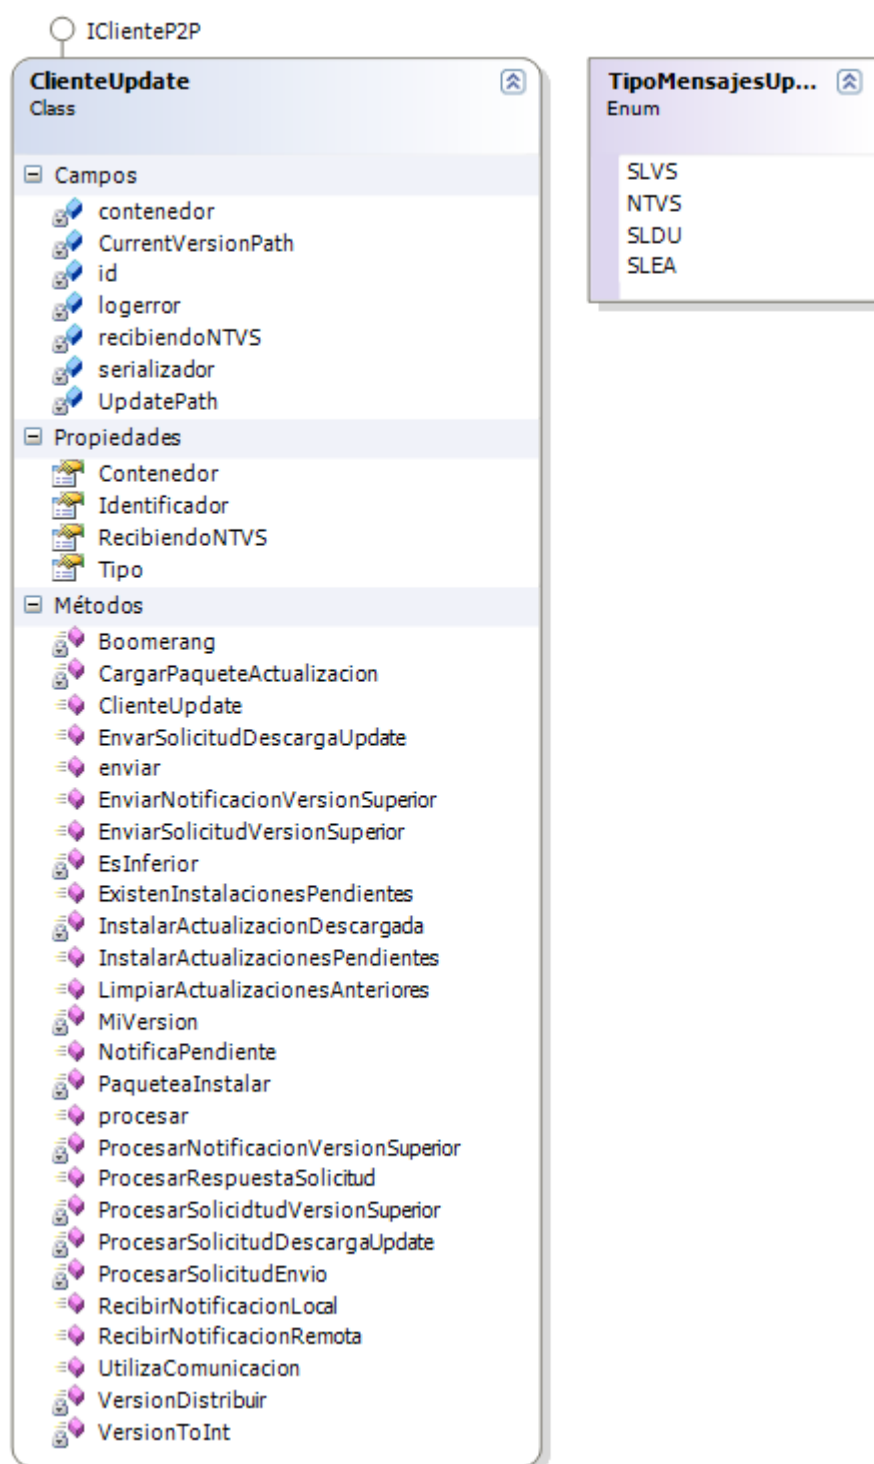 IClienteP2P
ClienteUpdate
Class
Campos
contenedor
CurrentVersionPath
id
logerror
recibiendoNTVS
serializador
UpdatePath
Propiedades
Contenedor
Identificador
RecibiendoNTVS
Tipo
Métodos
Boomerang
CargarPaqueteActualizacion
ClienteUpdate
EnvarSolicitudDescargaUpdate
enviar
EnviarNotificacionVersionSuperior
EnviarSolicitudVersionSuperior
EsInferior
ExistenInstalacionesPendientes
InstalarActualizacionDescargada
InstalarActualizacionesPendientes
LimpiarActualizacionesAnteriores
MiVersion
NotificaPendiente
PaqueteaInstalar
procesar
ProcesarNotificacionVersionSuperior
ProcesarRespuestaSolicitud
ProcesarSolicidtudVersionSuperior
ProcesarSolicitudDescargaUpdate
ProcesarSolicitudEnvio
RecibirNotificacionLocal
RecibirNotificacionRemota
UtilizaComunicacion
VersionDistribuir
VersionToInt
TipoMensajesUp...
Enum
SLVS
NTVS
SLDU
SLEA